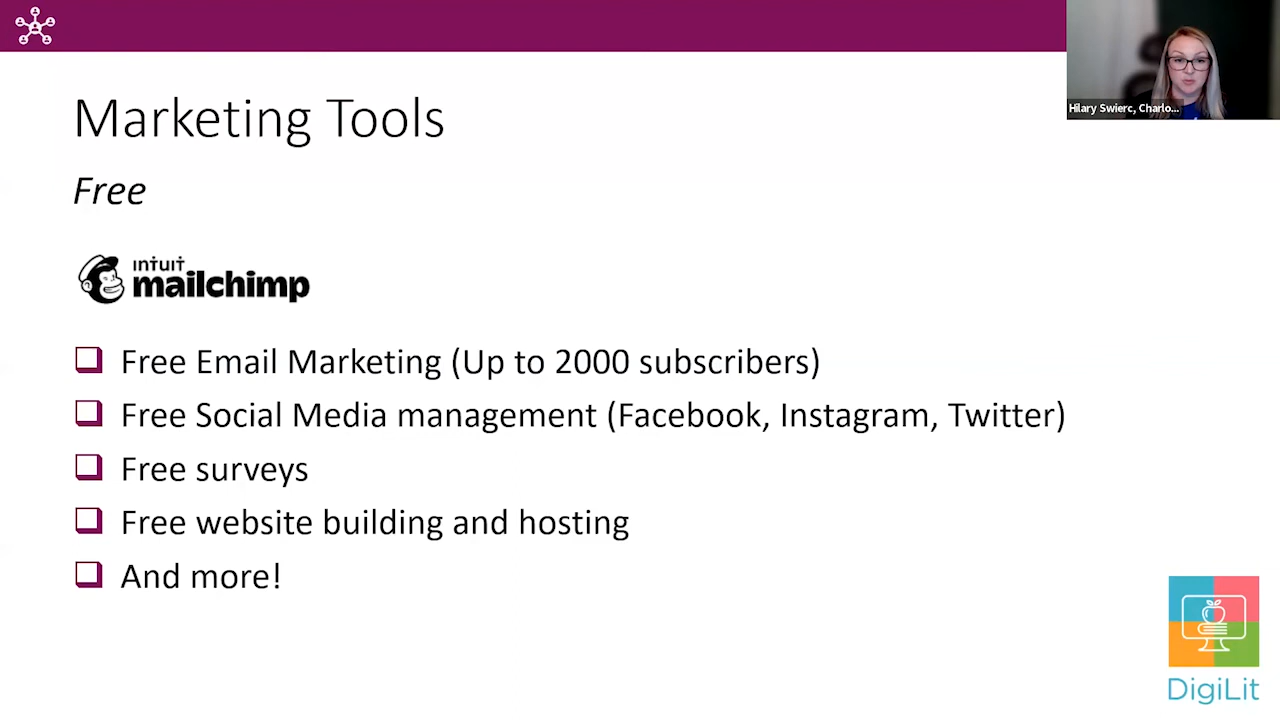 Hilary Swierc, Charlo...
Marketing Tools
Free
intuit
mailchimp
Free Email Marketing (Up to 2000 subscribers)
Free Social Media management (Facebook, Instagram, Twitter)
Free surveys
Free website building and hosting
And more!
DigiLit